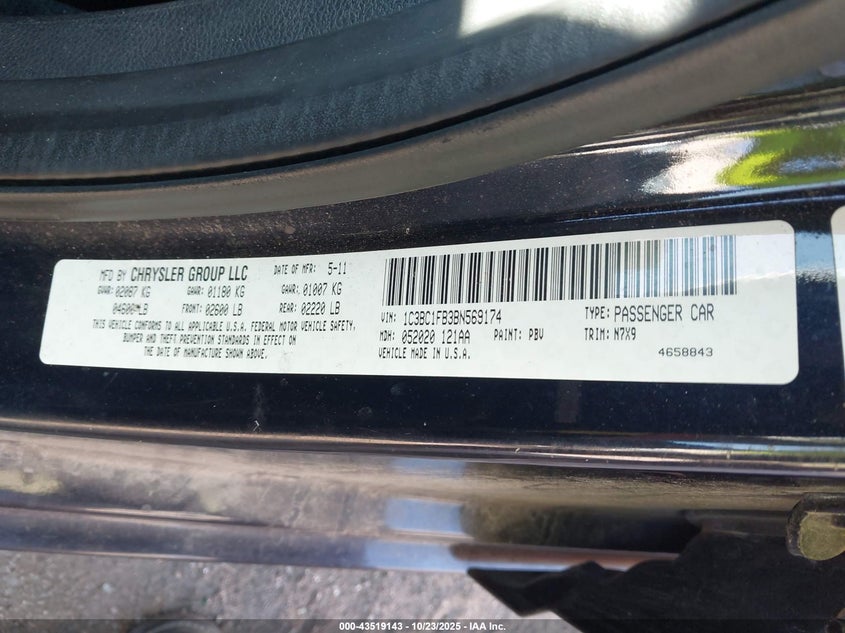 MFD BY CHRYSLER GROUP LLC
DATE OF MFR: 5-11
GVWR: 02087 KG GAWR: 01180 KG GAWR: 01007 KG
04600 LB FRONT: 02600 LB REAR: 02220 LB
THIS VEHICLE CONFORMS TO ALL APPLICABLE U.S.A. FEDERAL MOTOR VEHICLE SAFETY,
BUMPER AND THEFT PREVENTION STANDARDS IN EFFECT ON
THE DATE OF MANUFACTURE SHOWN ABOVE.
VIN: 1C3BC1FB3BN569174 TYPE: PASSENGER CAR
MDH: 052020 121AA PAINT: PBV TRIM: N7X9
VEHICLE MADE IN U.S.A. 4658843
000-43519143 | 10/23/2025 | IAA Inc.